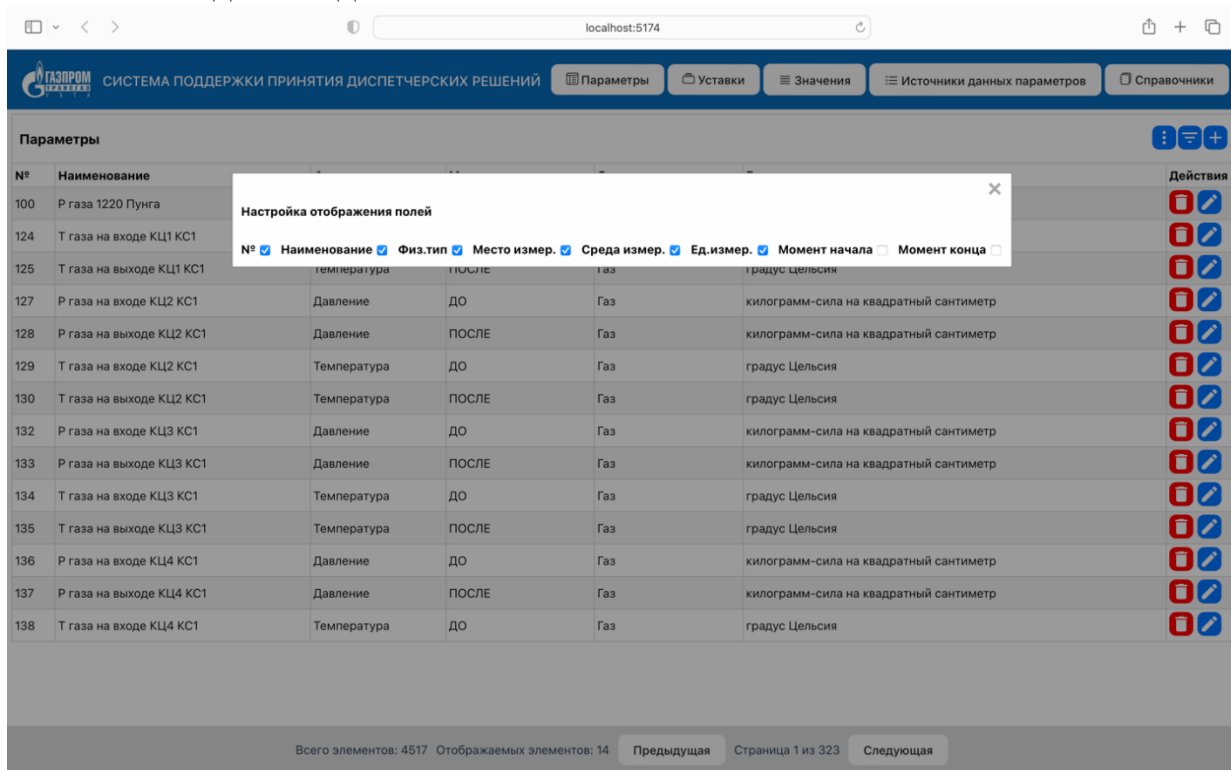 localhost:5174
ГАЗПРОМ
ТРАНСГАЗ
СИСТЕМА ПОДДЕРЖКИ ПРИНЯТИЯ ДИСПЕТЧЕРСКИХ РЕШЕНИЙ Параметры Уставки Значения Источники данных параметров Справочники
Параметры
№ Наименование Действия
Настройка отображения полей
№ Наименование Физ.тип Место измер. Среда измер. Ед.измер. Момент начала Момент конца
100 Р газа 1220 Пунга
124 Т газа на входе КЦ1 КС1
125 Т газа на выходе КЦ1 КС1 Температура ПОСЛЕ Газ градус Цельсия
127 Р газа на входе КЦ2 КС1 Давление ДО Газ килограмм-сила на квадратный сантиметр
128 Р газа на выходе КЦ2 КС1 Давление ПОСЛЕ Газ килограмм-сила на квадратный сантиметр
129 Т газа на входе КЦ2 КС1 Температура ДО Газ градус Цельсия
130 Т газа на выходе КЦ2 КС1 Температура ПОСЛЕ Газ градус Цельсия
132 Р газа на входе КЦ3 КС1 Давление ДО Газ килограмм-сила на квадратный сантиметр
133 Р газа на выходе КЦ3 КС1 Давление ПОСЛЕ Газ килограмм-сила на квадратный сантиметр
134 Т газа на входе КЦ3 КС1 Температура ДО Газ градус Цельсия
135 Т газа на выходе КЦ3 КС1 Температура ПОСЛЕ Газ градус Цельсия
136 Р газа на входе КЦ4 КС1 Давление ДО Газ килограмм-сила на квадратный сантиметр
137 Р газа на выходе КЦ4 КС1 Давление ПОСЛЕ Газ килограмм-сила на квадратный сантиметр
138 Т газа на входе КЦ4 КС1 Температура ДО Газ градус Цельсия
Всего элементов: 4517 Отображаемых элементов: 14 Предыдущая Страница 1 из 323 Следующая